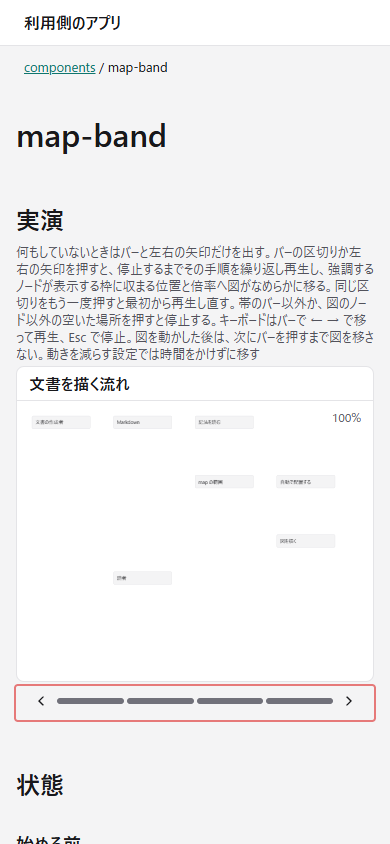 利用側のアプリ
components / map-band
map-band
実演
何もしていないときはバーと左右の矢印だけを出す。バーの区切りか左
右の矢印を押すと、停止するまでその手順を繰り返し再生し、強調する
ノードが表示する枠に収まる位置と倍率へ図がなめらかに移る。同じ区
切りをもう一度押すと最初から再生し直す。帯のバー以外か、図のノー
ド以外の空いた場所を押すと停止する。キーボードはバーで ← → で移
って再生、Esc で停止。図を動かした後は、次にバーを押すまで図を移さ
ない。動きを減らす設定では時間をかけずに移す
文書を描く流れ
100%
Markdown
map の範囲
自動で配置する
図を描く
状態
始める前